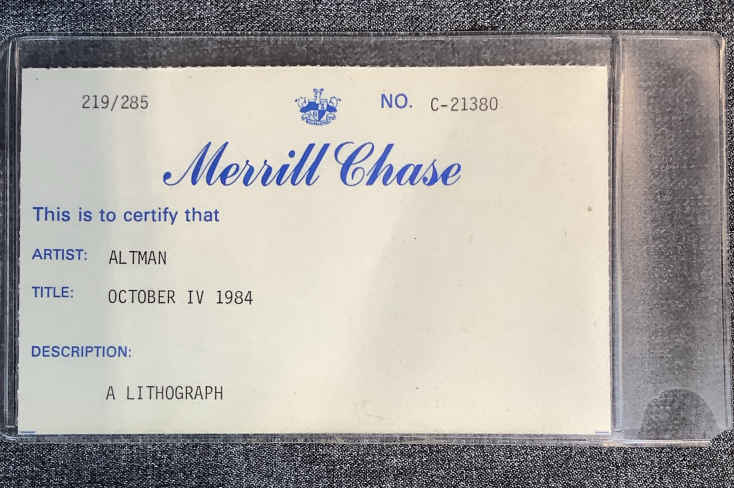 219/285
NO. C-21380
Merrill Chase
This is to certify that
ARTIST: ALTMAN
TITLE: OCTOBER IV 1984
DESCRIPTION:
A LITHOGRAPH